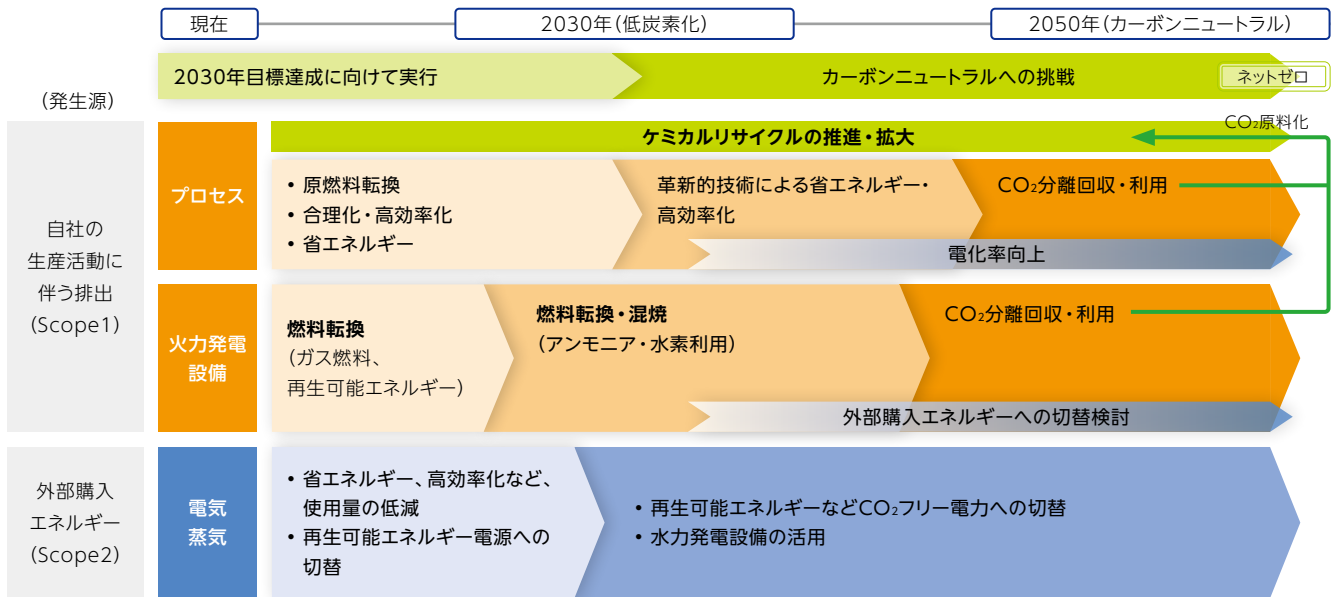 現在
2030年(低炭素化)
2050年(カーボンニュートラル)
2030年目標達成に向けて実行
カーボンニュートラルへの挑戦
ネットゼロ
(発生源)
CO₂原料化
自社の
生産活動に
伴う排出
(Scope1)
プロセス
ケミカルリサイクルの推進・拡大
• 原燃料転換
• 合理化・高効率化
• 省エネルギー
革新的技術による省エネルギー・
高効率化
CO₂分離回収・利用
電化率向上
火力発電
設備
燃料転換
(ガス燃料、
再生可能エネルギー)
燃料転換・混焼
(アンモニア・水素利用)
CO₂分離回収・利用
外部購入エネルギーへの切替検討
外部購入
エネルギー
(Scope2)
電気
蒸気
• 省エネルギー、高効率化など、
使用量の低減
• 再生可能エネルギー電源への
切替
• 再生可能エネルギーなどCO₂フリー電力への切替
• 水力発電設備の活用